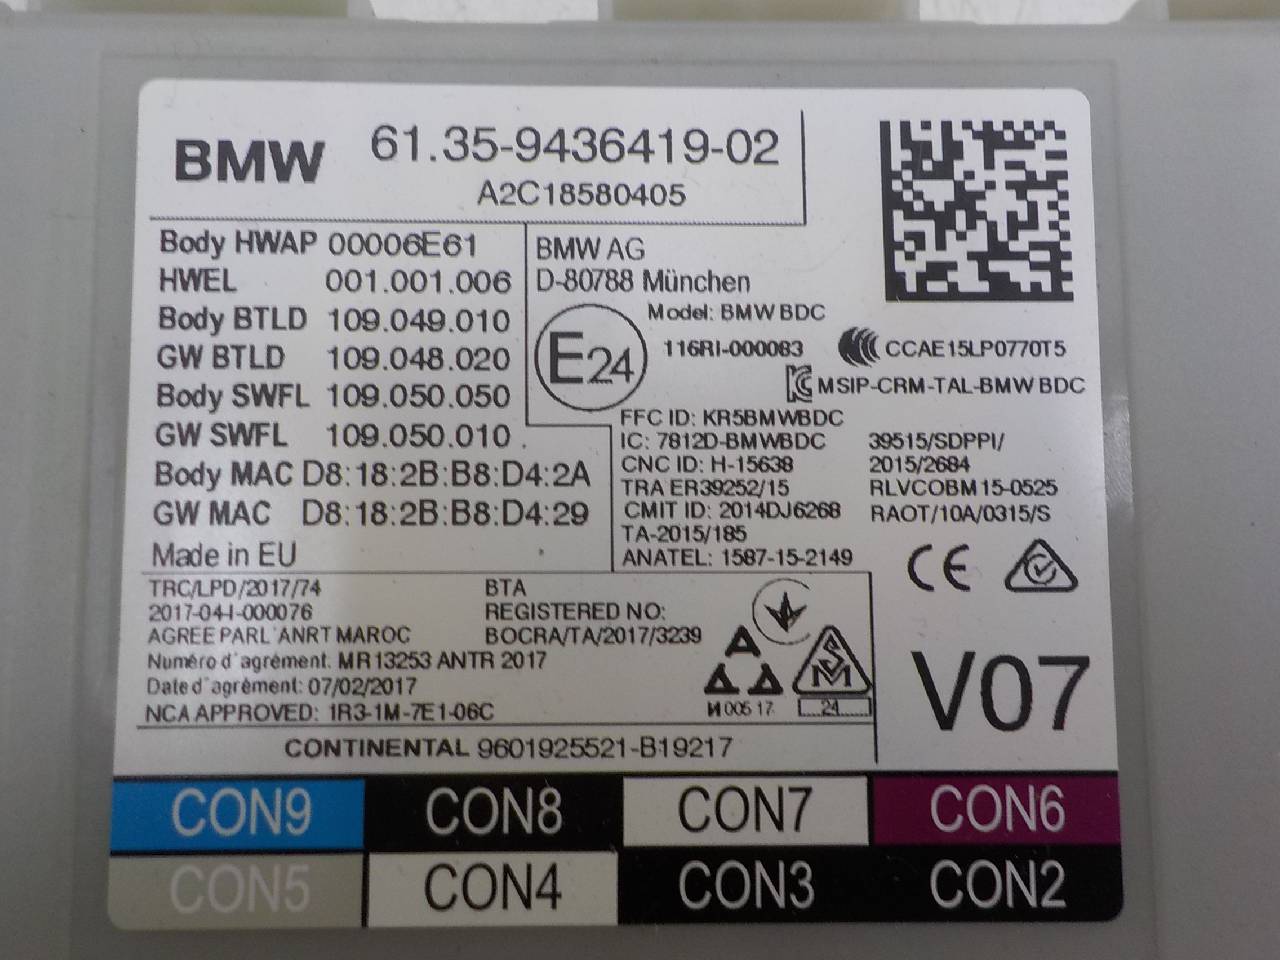 BMW 61.35-9436419-02
A2C18580405
Body HWAP 00006E61
HWEL 001.001.006
Body BTLD 109.049.010
GW BTLD 109.048.020
Body SWFL 109.050.050
GW SWFL 109.050.010
Body MAC D8:18:2B:B8:D4:2A
GW MAC D8:18:2B:B8:D4:29
Made in EU
BMW AG
D-80788 München
Model: BMW BDC
E24
116RI-000083
CCAE15LP0770T5
MSIP-CRM-TAL-BMW BDC
FFC ID: KR5BMWBDC
IC: 7812D-BMWBDC
CNC ID: H-15638
TRA ER39252/15
CMIT ID: 2014DJ6268
TA-2015/185
ANATEL: 1587-15-2149
39515/SDPPI/
2015/2684
RLVCOBM15-0525
RAOT/10A/0315/S
CE
TRC/LPD/2017/74
2017-04-I-000076
AGREE PARL'ANRT MAROC
Numéro d'agrément: MR13253 ANTR 2017
Date d'agrément: 07/02/2017
NCA APPROVED: 1R3-1M-7E1-06C
BTA
REGISTERED NO:
BOCRA/TA/2017/3239
И005 17
SM
24
V07
CONTINENTAL 9601925521-B19217
CON9 CON8 CON7 CON6
CON5 CON4 CON3 CON2